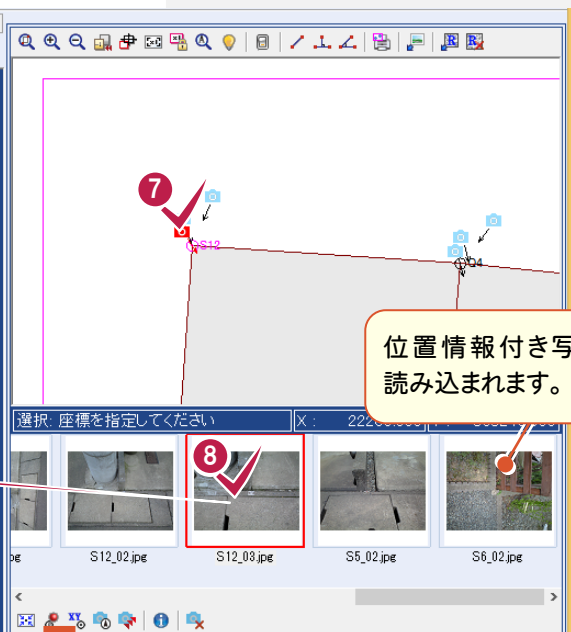 7
S12
Q4
位置情報付き写
読み込まれます。
選択: 座標を指定してください
X :
8
S12_02.jpg
S12_03.jpg
S5_02.jpg
S6_02.jpg